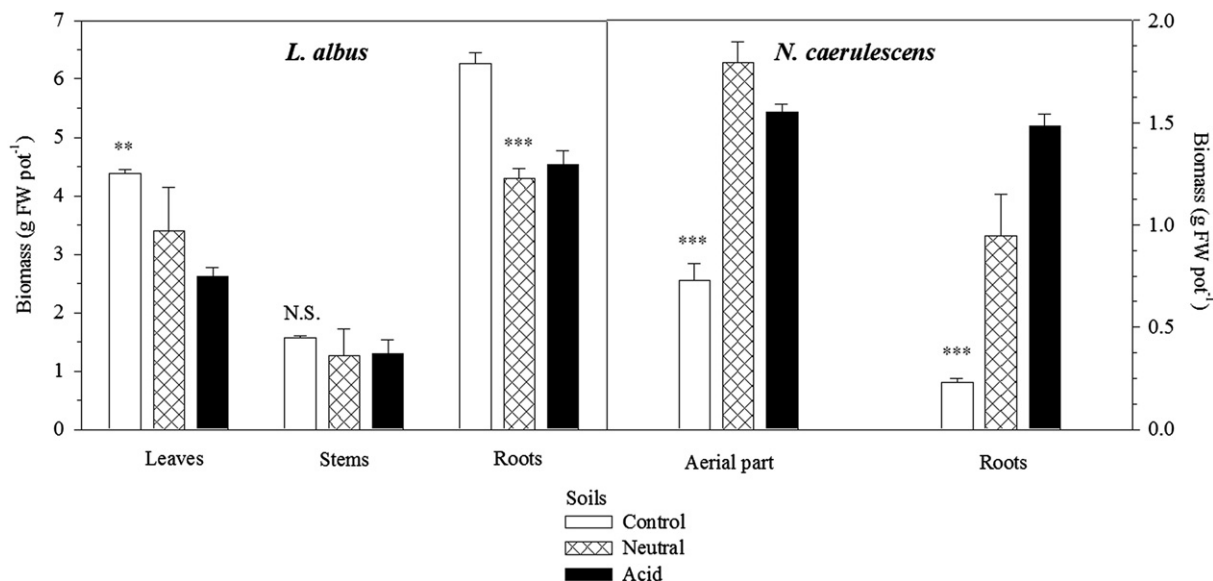 L. albus
N. caerulescens
Biomass (g FW pot-1)
7
6
5
4
3
2
1
0
**
N.S.
***
***
***
2.0
1.5
1.0
0.5
0.0
Biomass (g FW pot-1)
Leaves
Stems
Roots
Aerial part
Roots
Soils
Control
Neutral
Acid